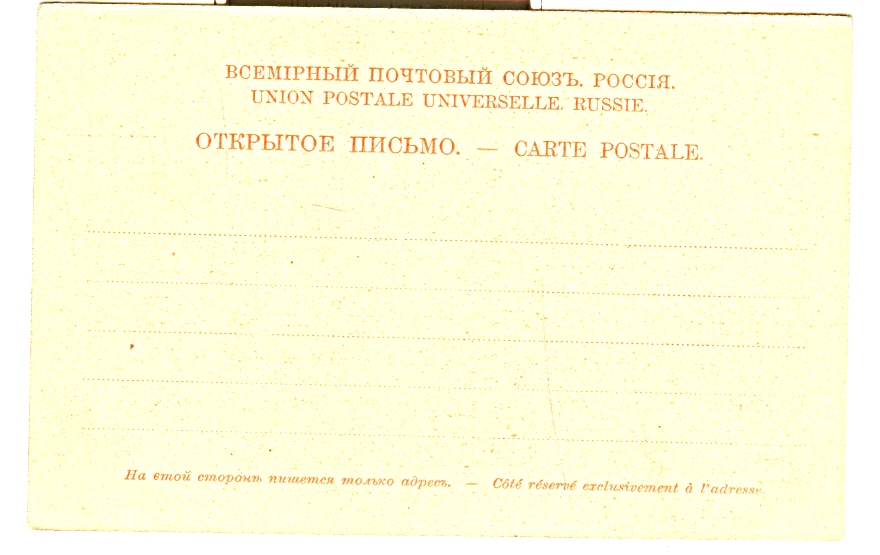 ВСЕМІРНЫЙ ПОЧТОВЫЙ СОЮЗЪ. РОССІЯ.
UNION POSTALE UNIVERSELLE. RUSSIE.
ОТКРЫТОЕ ПИСЬМО. — CARTE POSTALE.
На етой сторонѣ пишется только адресъ. — Côté réservé exclusivement à l'adresse.